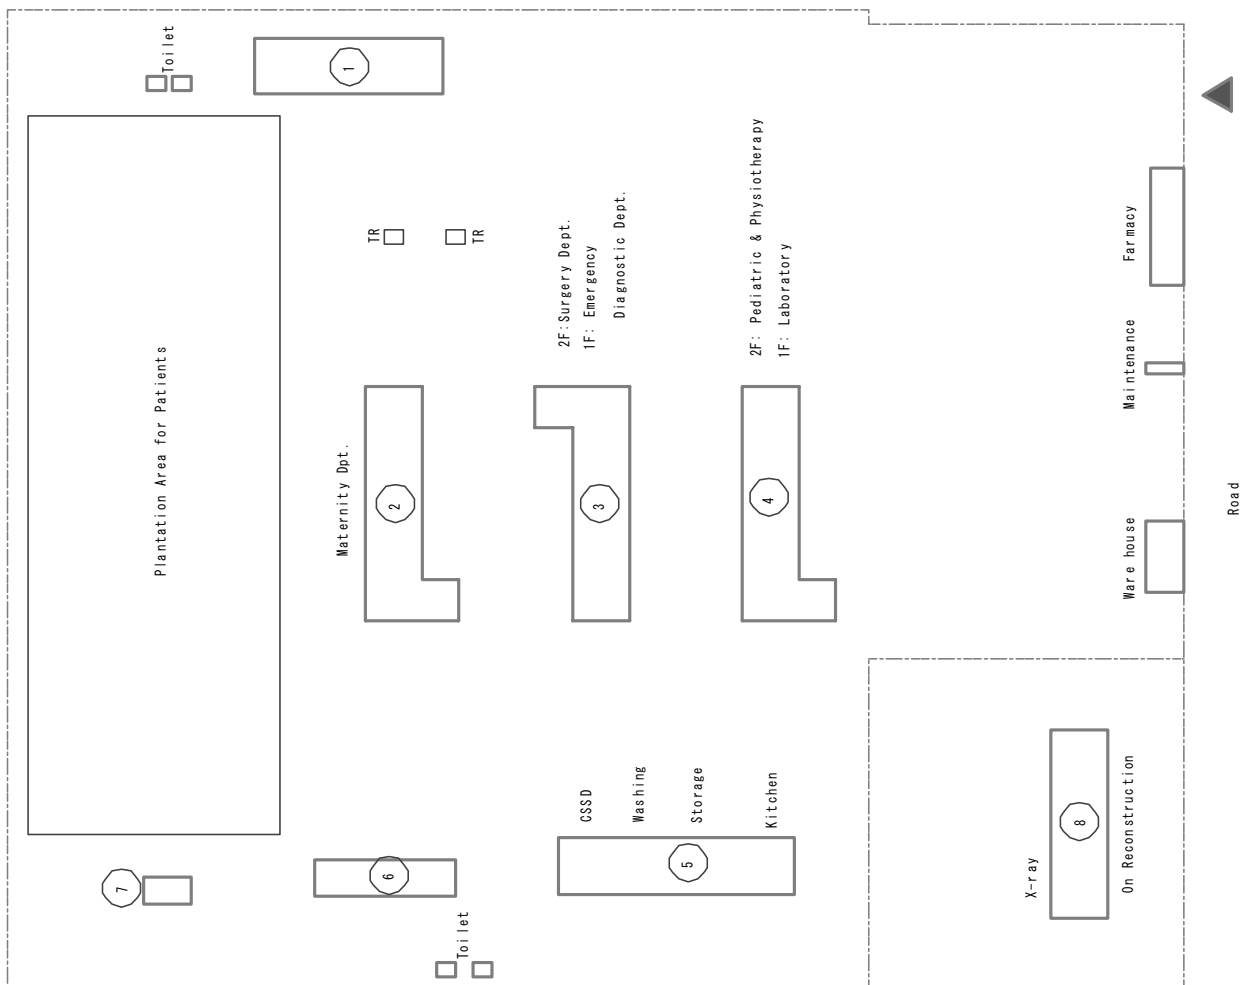 Toilet
1
Plantation Area for Patients
TR
TR
2F:Surgery Dept.
1F: Emergency
Diagnostic Dept.
2F: Pediatric & Physiotherapy
1F: Laboratory
Farmacy
Maintenance
Ware house
Road
Maternity Dpt.
2
3
4
CSSD
Washing
Storage
Kitchen
5
6
7
Toilet
X-ray
8
On Reconstruction